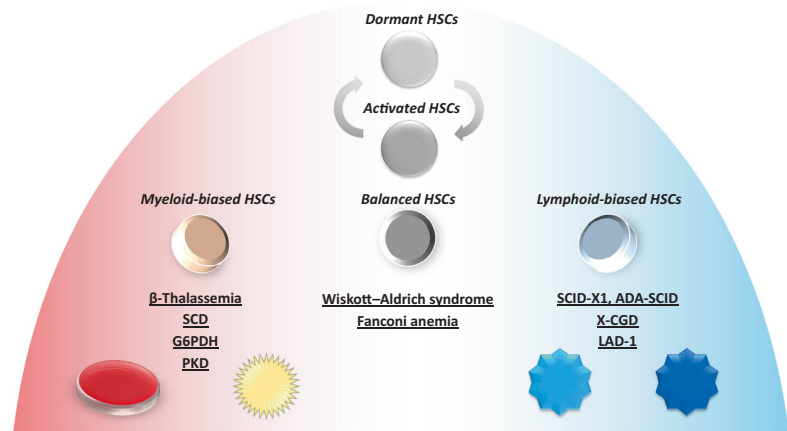 Dormant HSCs
Activated HSCs
Myeloid-biased HSCs
Balanced HSCs
Lymphoid-biased HSCs
β-Thalassemia
SCD
G6PDH
PKD
Wiskott–Aldrich syndrome
Fanconi anemia
SCID-X1, ADA-SCID
X-CGD
LAD-1